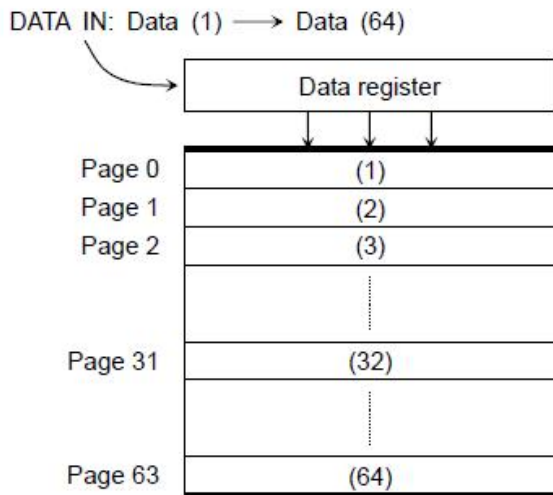 DATA IN: Data (1) → Data (64)
Data register
Page 0 (1)
Page 1 (2)
Page 2 (3)
Page 31 (32)
Page 63 (64)